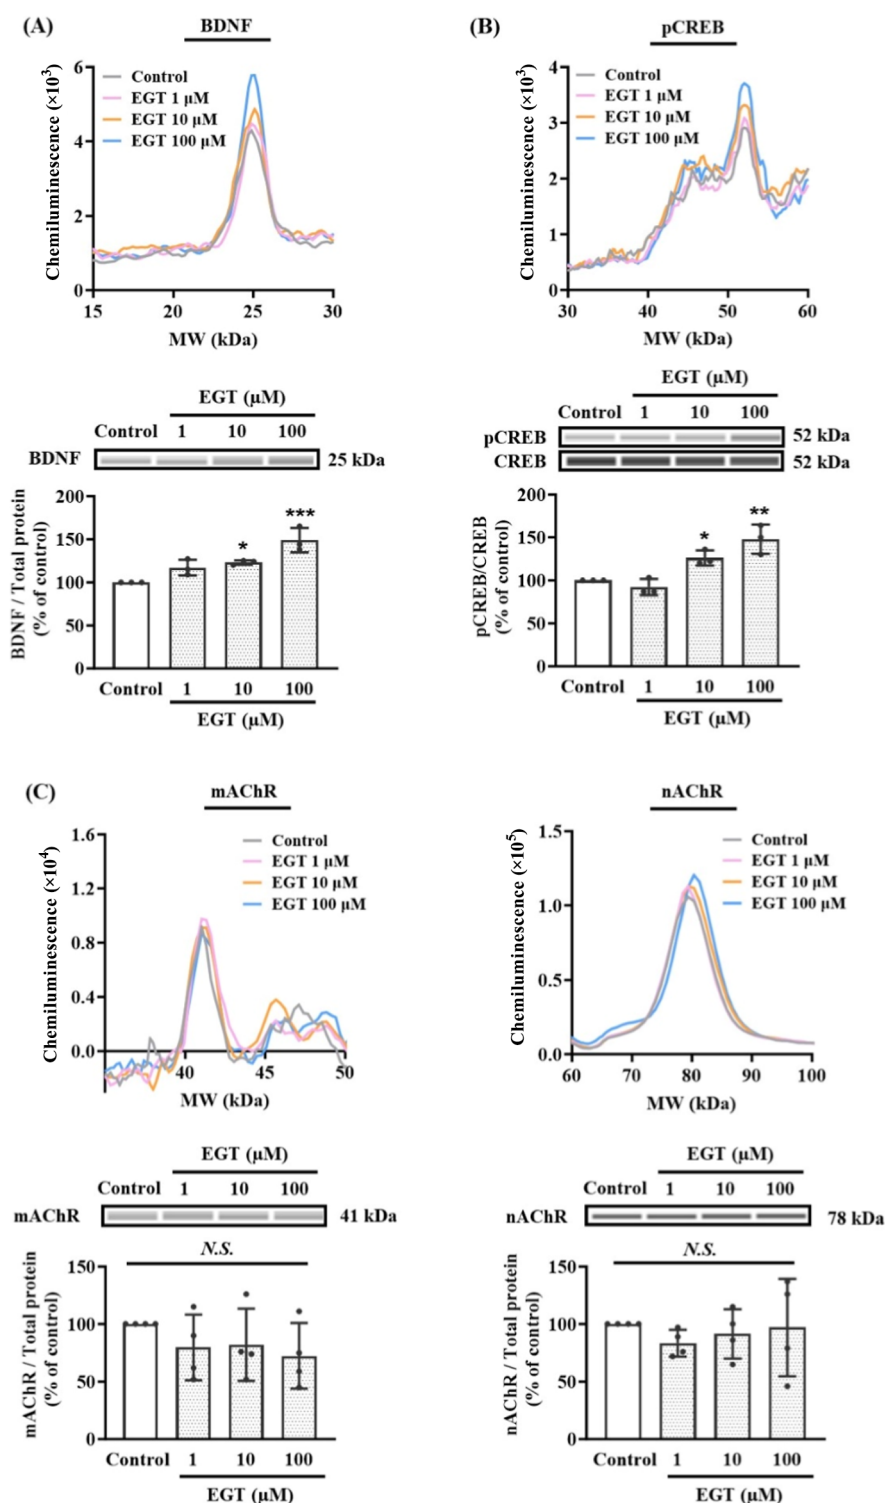 (A)
BDNF
Chemiluminescence (×10³)
6
4
2
0
Control
EGT 1 µM
EGT 10 µM
EGT 100 µM
15 20 25 30
MW (kDa)
EGT (µM)
Control 1 10 100
BDNF 25 kDa
BDNF / Total protein
(% of control)
200
150
100
50
0
*
***
Control 1 10 100
EGT (µM)
(B)
pCREB
Chemiluminescence (×10³)
4
3
2
1
0
Control
EGT 1 µM
EGT 10 µM
EGT 100 µM
30 40 50 60
MW (kDa)
EGT (µM)
Control 1 10 100
pCREB 52 kDa
CREB 52 kDa
pCREB/CREB
(% of control)
200
150
100
50
0
*
**
Control 1 10 100
EGT (µM)
(C)
mAChR
Chemiluminescence (×10⁴)
1.6
1.2
0.8
0.4
0.0
Control
EGT 1 µM
EGT 10 µM
EGT 100 µM
40 45 50
MW (kDa)
EGT (µM)
Control 1 10 100
mAChR 41 kDa
mAChR / Total protein
(% of control)
150
100
50
0
N.S.
Control 1 10 100
EGT (µM)
nAChR
Chemiluminescence (×10⁵)
1.5
1.0
0.5
0.0
Control
EGT 1 µM
EGT 10 µM
EGT 100 µM
60 70 80 90 100
MW (kDa)
EGT (µM)
Control 1 10 100
nAChR 78 kDa
nAChR / Total protein
(% of control)
150
100
50
0
N.S.
Control 1 10 100
EGT (µM)